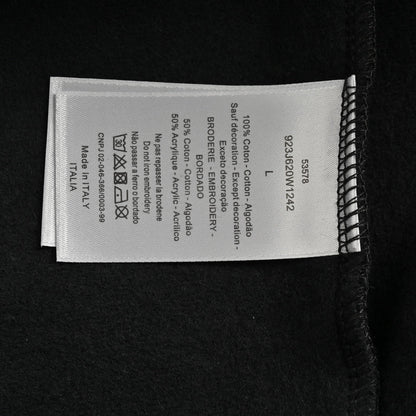 53578
923J620W1242
L
100% Coton - Cotton - Algodão
Sauf décoration - Except decoration -
Exceto decoração
BRODERIE - EMBROIDERY -
BORDADO
50% Coton - Cotton - Algodão
50% Acrylique - Acrylic - Acrilico
Ne pas repasser la broderie
Do not iron embroidery
Não passar a ferro o bordado
CNPJ 02-346-366/0003-99
Made in ITALY
ITALIA